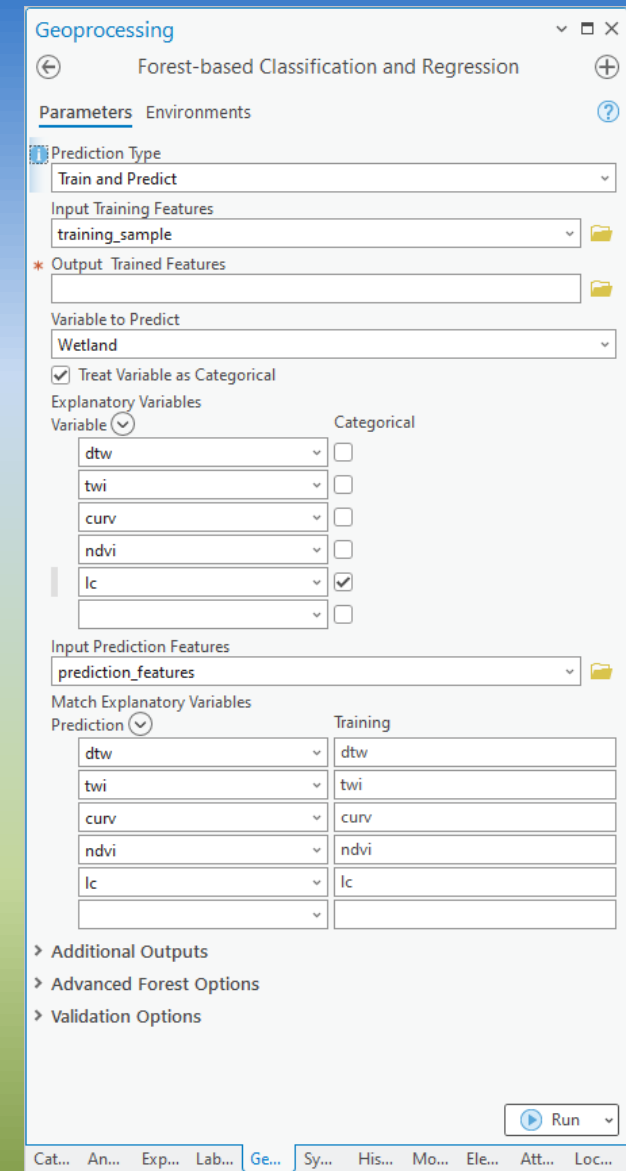 Geoprocessing
Forest-based Classification and Regression
Parameters Environments
Prediction Type
Train and Predict
Input Training Features
training_sample
* Output Trained Features
Variable to Predict
Wetland
Treat Variable as Categorical
Explanatory Variables
Variable Categorical
dtw
twi
curv
ndvi
lc
Input Prediction Features
prediction_features
Match Explanatory Variables
Prediction Training
dtw dtw
twi twi
curv curv
ndvi ndvi
lc lc
Additional Outputs
Advanced Forest Options
Validation Options
Run
Cat... An... Exp... Lab... Ge... Sy... His... Mo... Ele... Att... Loc...